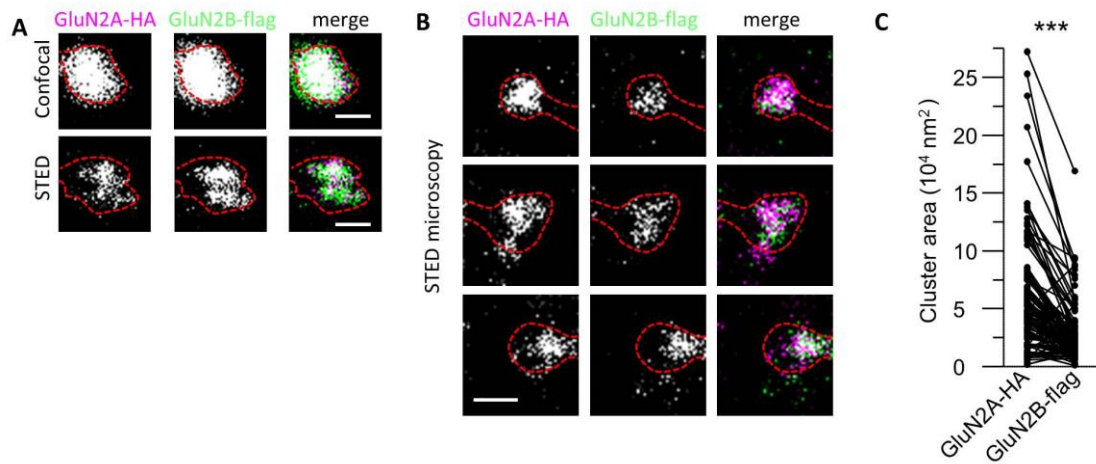 A
GluN2A-HA GluN2B-flag merge
Confocal
STED
B
GluN2A-HA GluN2B-flag merge
STED microscopy
C
***
Cluster area (10⁴ nm²)
25
20
15
10
5
0
GluN2A-HA
GluN2B-flag